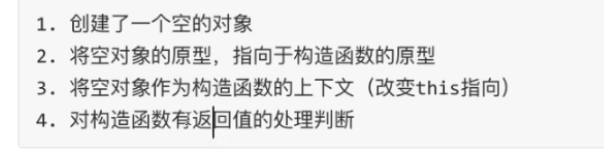 1. 创建了一个空的对象
2. 将空对象的原型，指向于构造函数的原型
3. 将空对象作为构造函数的上下文（改变this指向）
4. 对构造函数有返回值的处理判断